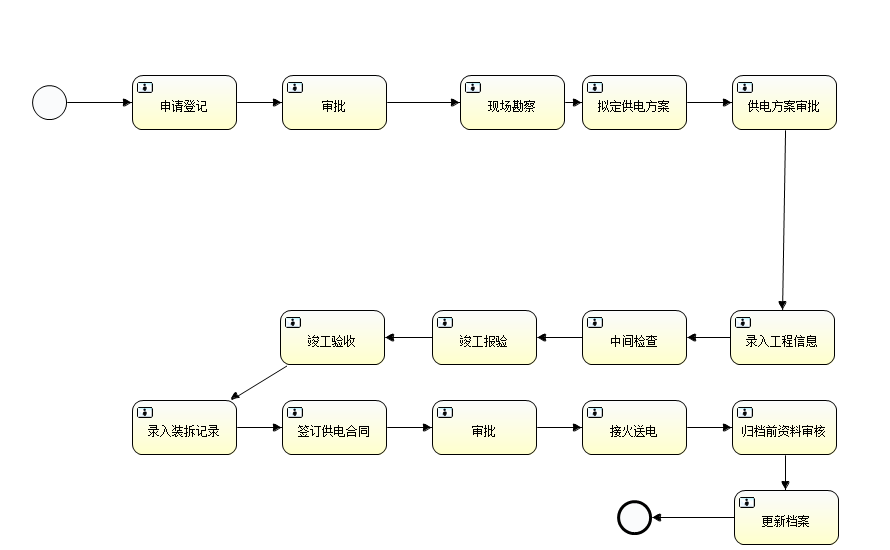 申请登记
审批
现场勘察
拟定供电方案
供电方案审批
竣工验收
竣工报验
中间检查
录入工程信息
录入装拆记录
签订供电合同
审批
接火送电
归档前资料审核
更新档案